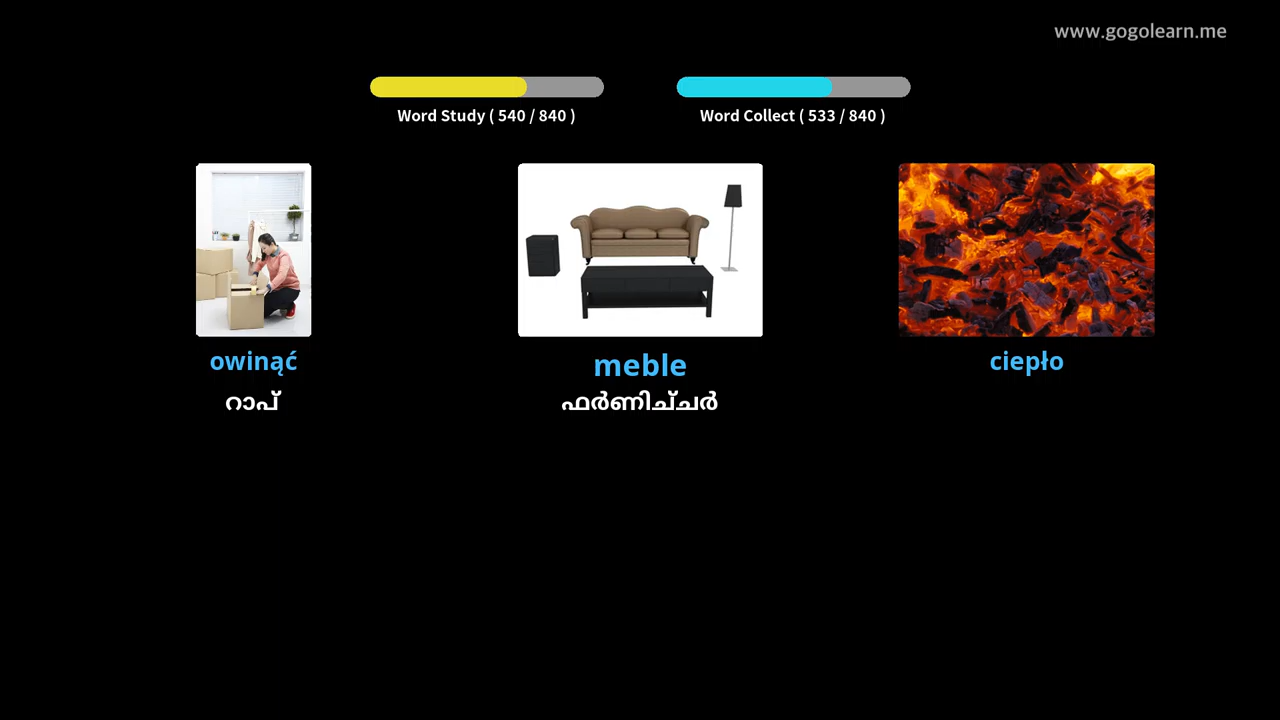 www.gogolearn.me
Word Study ( 540 / 840 )
Word Collect ( 533 / 840 )
owinąć
meble
ciepło
റാപ്
ഫർണിച്ചർ